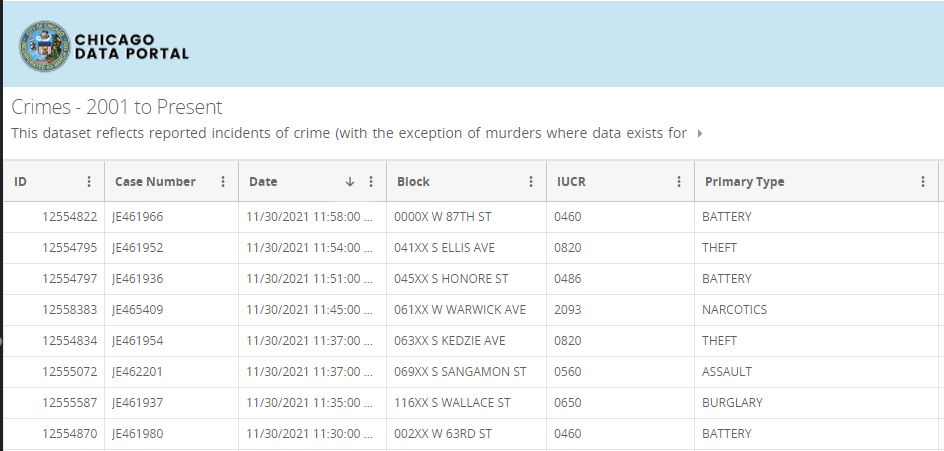 CHICAGO
DATA PORTAL
Crimes - 2001 to Present
This dataset reflects reported incidents of crime (with the exception of murders where data exists for
ID Case Number Date Block IUCR Primary Type
12554822 JE461966 11/30/2021 11:58:00 ... 0000X W 87TH ST 0460 BATTERY
12554795 JE461952 11/30/2021 11:54:00 ... 041XX S ELLIS AVE 0820 THEFT
12554797 JE461936 11/30/2021 11:51:00 ... 045XX S HONORE ST 0486 BATTERY
12558383 JE465409 11/30/2021 11:45:00 ... 061XX W WARWICK AVE 2093 NARCOTICS
12554834 JE461954 11/30/2021 11:37:00 ... 063XX S KEDZIE AVE 0820 THEFT
12555072 JE462201 11/30/2021 11:37:00 ... 069XX S SANGAMON ST 0560 ASSAULT
12555587 JE461937 11/30/2021 11:35:00 ... 116XX S WALLACE ST 0650 BURGLARY
12554870 JE461980 11/30/2021 11:30:00 ... 002XX W 63RD ST 0460 BATTERY